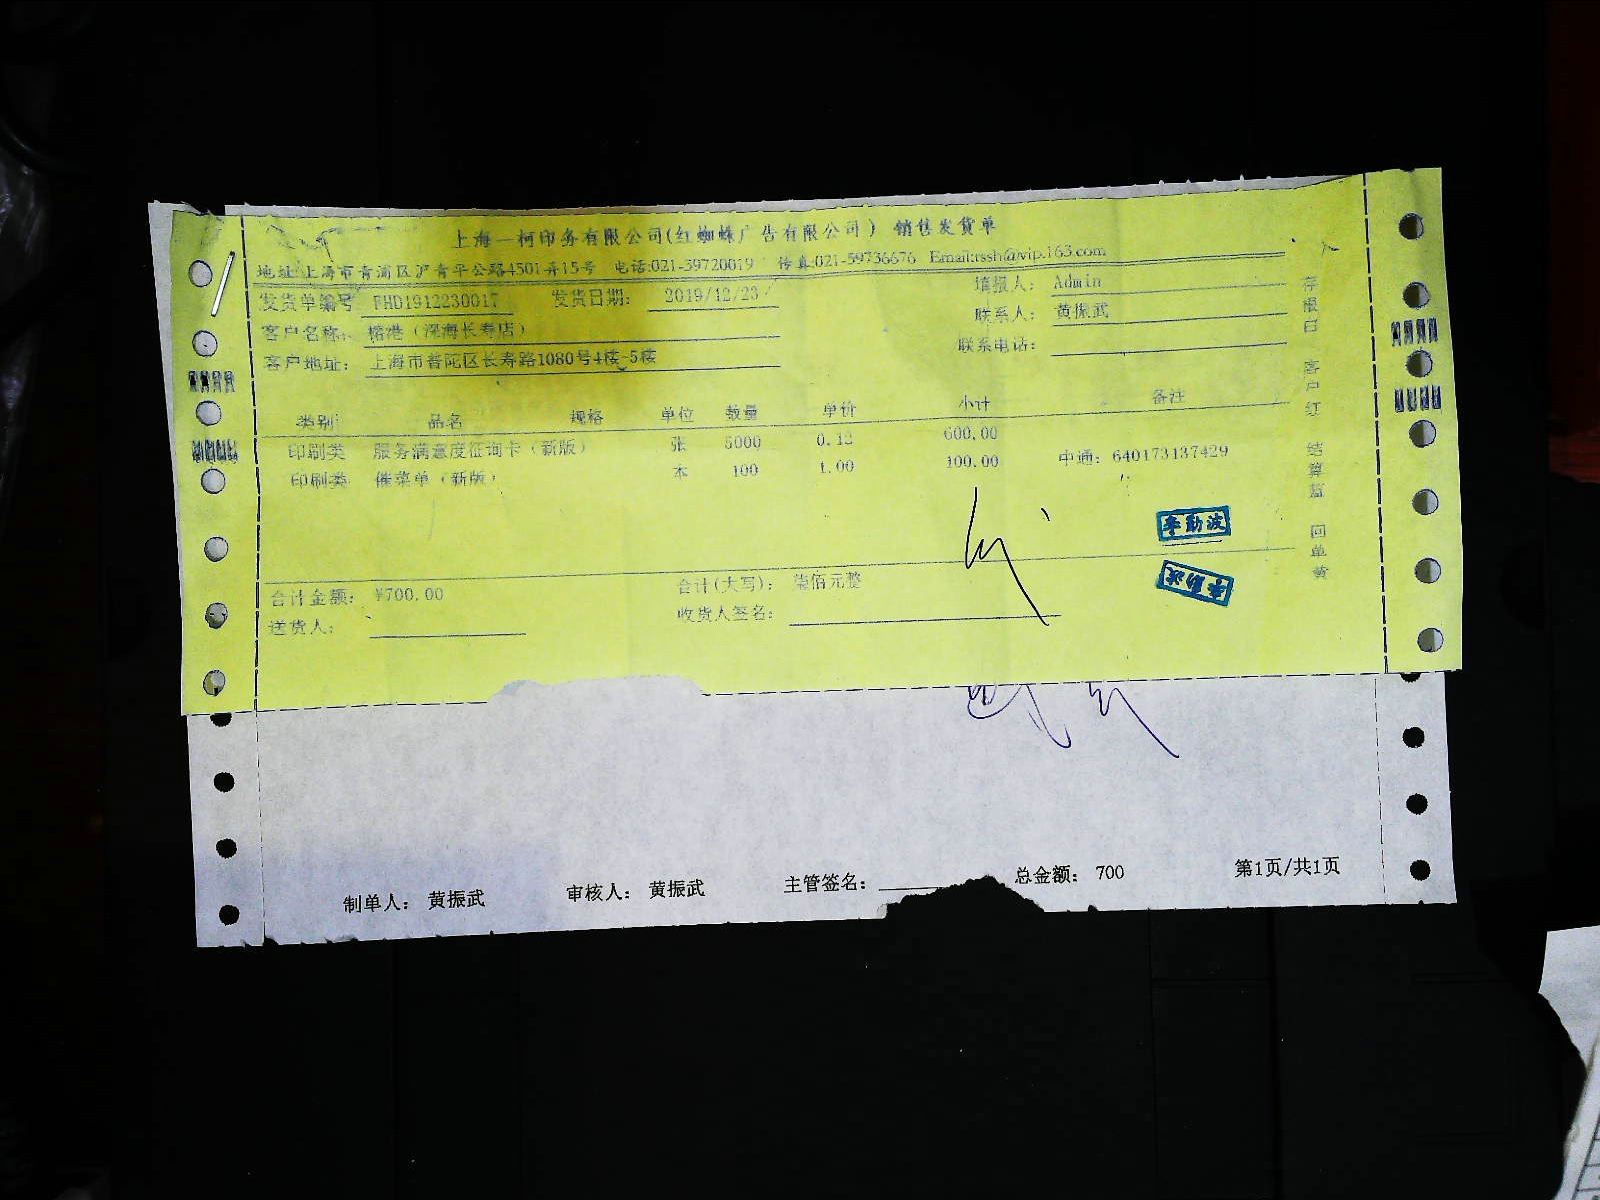 上海一柯印务有限公司(红蜘蛛广告有限公司) 销售发货单
地址:上海市青浦区沪青平公路4501弄15号 电话:021-59720019 传真:021-59736676 Email:rssh@vip.163.com
发货单编号 FHD1912230017 发货日期: 2019/12/23 填报人: Admin
客户名称: 榕港(深海长寿店) 联系人: 黄振武
客户地址: 上海市普陀区长寿路1080号4楼-5楼 联系电话:
类别 品名 规格 单位 数量 单价 小计 备注
印刷类 服务满意度征询卡(新版) 张 5000 0.12 600.00
印刷类 催菜单(新版) 本 100 1.00 100.00 中通: 640173137429
李勤波
合计金额: ¥700.00 合计(大写): 柒佰元整
李勤波
送货人: 收货人签名:
存根白 客户红 结算蓝 回单黄
制单人: 黄振武 审核人: 黄振武 主管签名: 总金额: 700 第1页/共1页